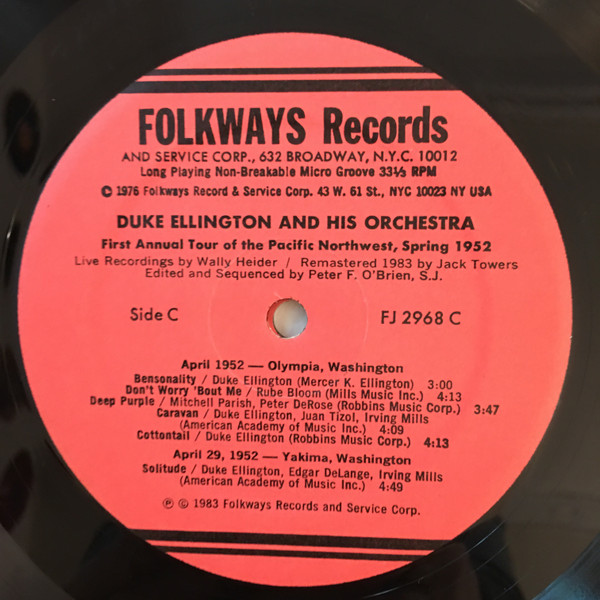 FOLKWAYS Records
AND SERVICE CORP., 632 BROADWAY, N.Y.C. 10012
Long Playing Non-Breakable Micro Groove 33⅓ RPM
© 1976 Folkways Record & Service Corp. 43 W. 61 St., NYC 10023 NY USA
DUKE ELLINGTON AND HIS ORCHESTRA
First Annual Tour of the Pacific Northwest, Spring 1952
Live Recordings by Wally Heider / Remastered 1983 by Jack Towers
Edited and Sequenced by Peter F. O'Brien, S.J.
Side C
FJ 2968 C
April 1952 — Olympia, Washington
Bensonality / Duke Ellington (Mercer K. Ellington) 3:00
Don't Worry 'Bout Me / Rube Bloom (Mills Music Inc.) 4:13
Deep Purple / Mitchell Parish, Peter DeRose (Robbins Music Corp.) 3:47
Caravan / Duke Ellington, Juan Tizol, Irving Mills
(American Academy of Music Inc.) 4:09
Cottontail / Duke Ellington (Robbins Music Corp.) 4:13
April 29, 1952 — Yakima, Washington
Solitude / Duke Ellington, Edgar DeLange, Irving Mills
(American Academy of Music Inc.) 4:49
℗ © 1983 Folkways Records and Service Corp.